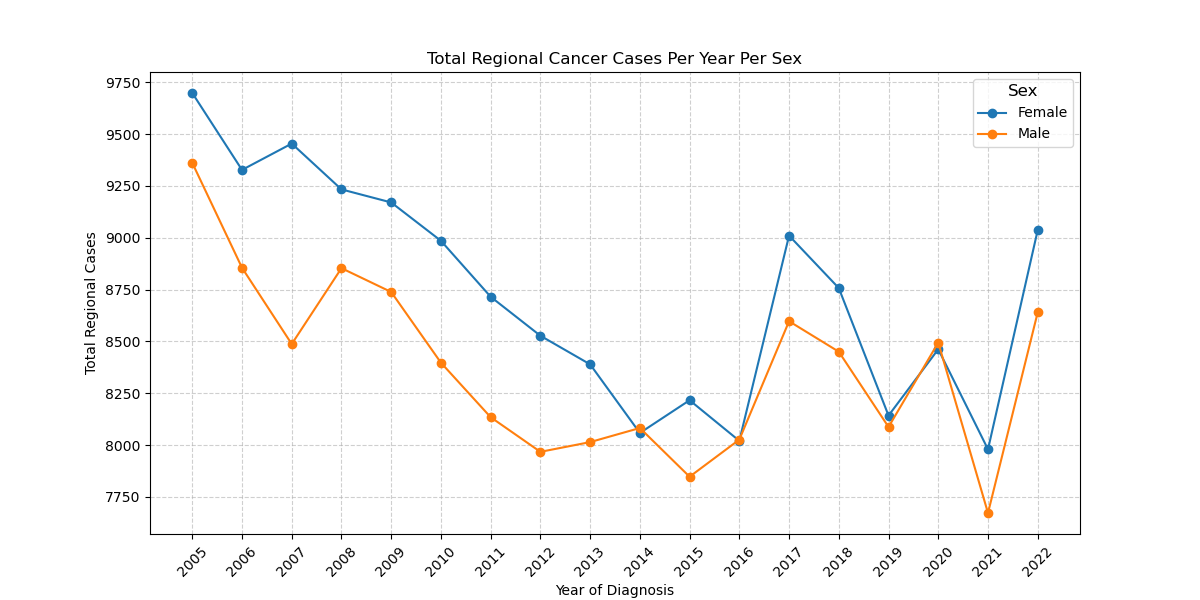 Total Regional Cancer Cases Per Year Per Sex
Sex
Female
Male
Total Regional Cases
9750
9500
9250
9000
8750
8500
8250
8000
7750
2005 2006 2007 2008 2009 2010 2011 2012 2013 2014 2015 2016 2017 2018 2019 2020 2021 2022
Year of Diagnosis